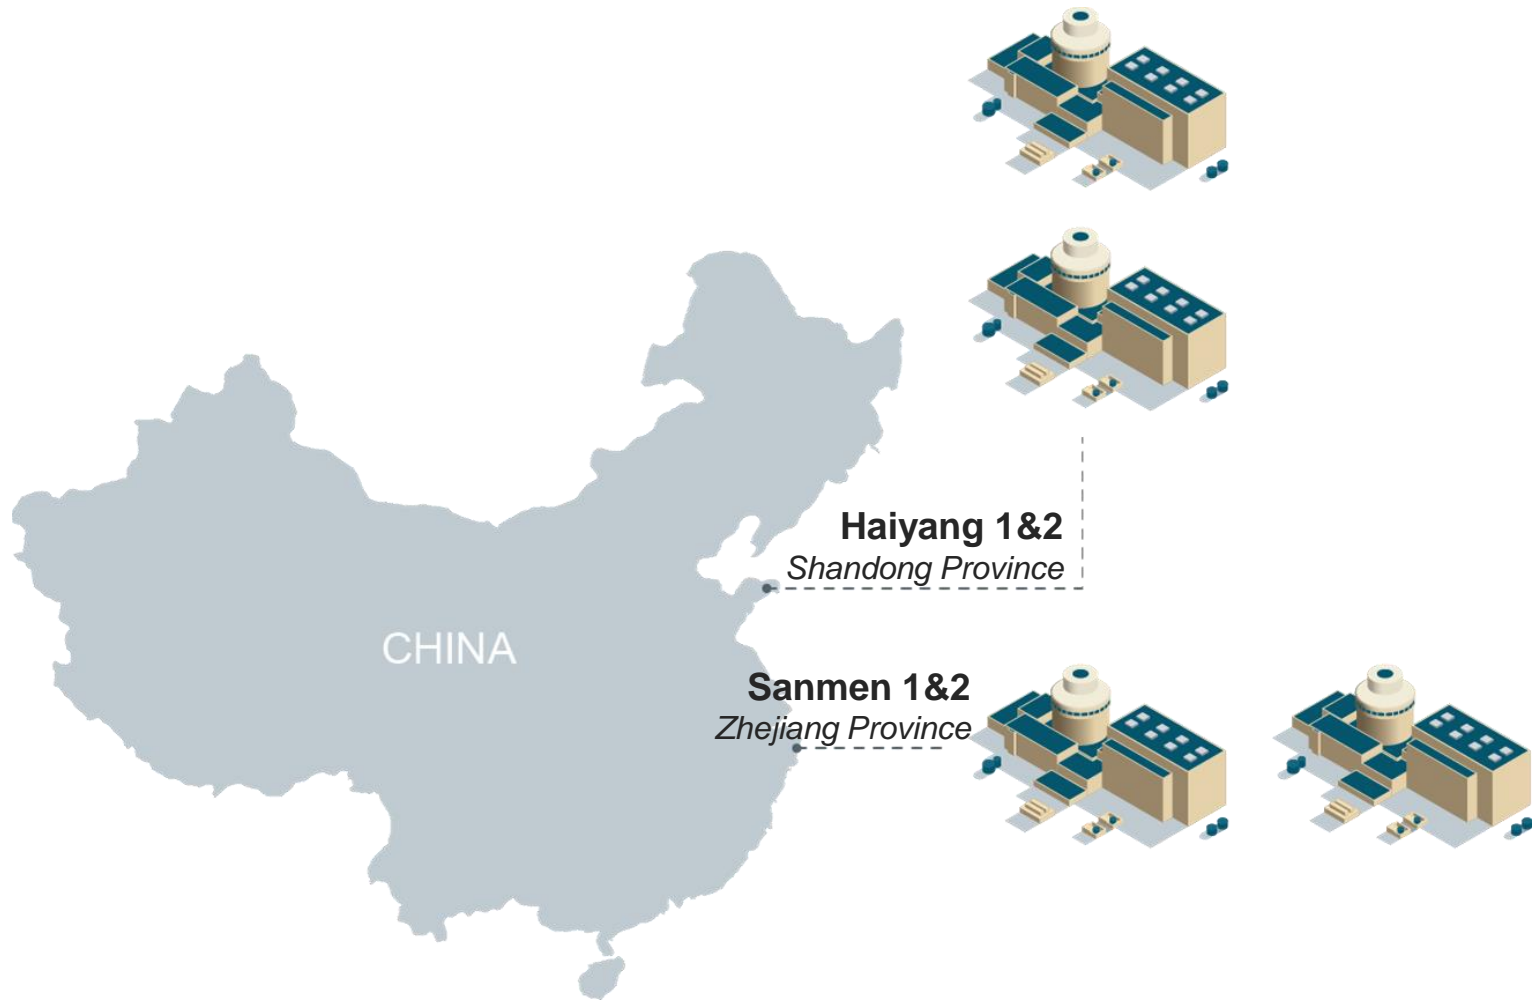 Haiyang 1&2
Shandong Province
CHINA
Sanmen 1&2
Zhejiang Province